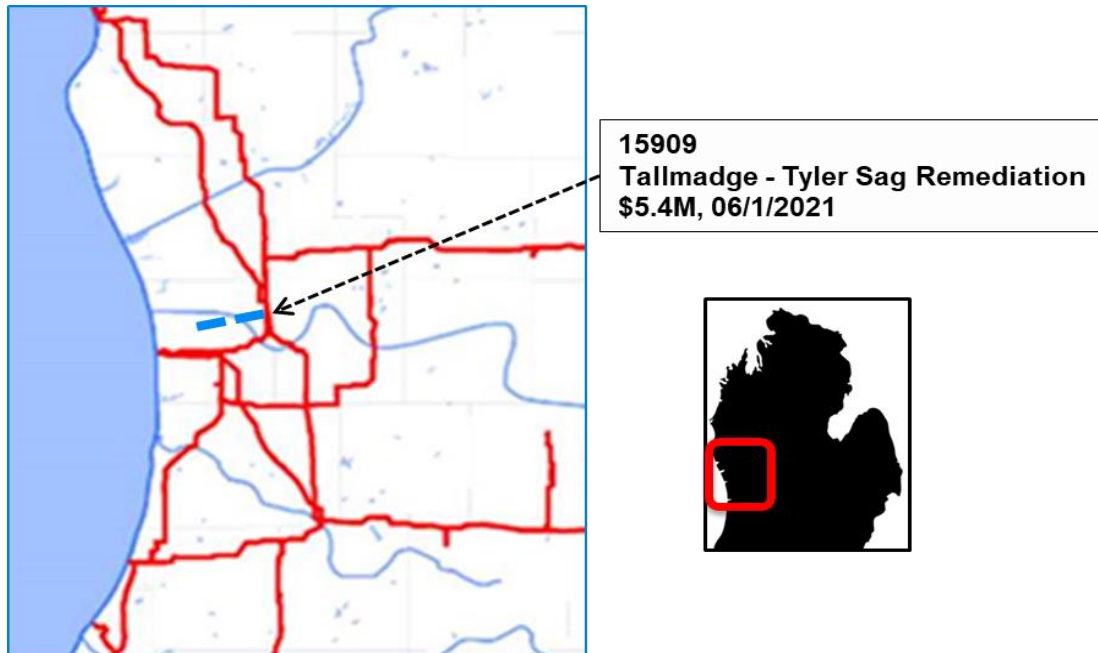 15909
Tallmadge - Tyler Sag Remediation
$5.4M, 06/1/2021